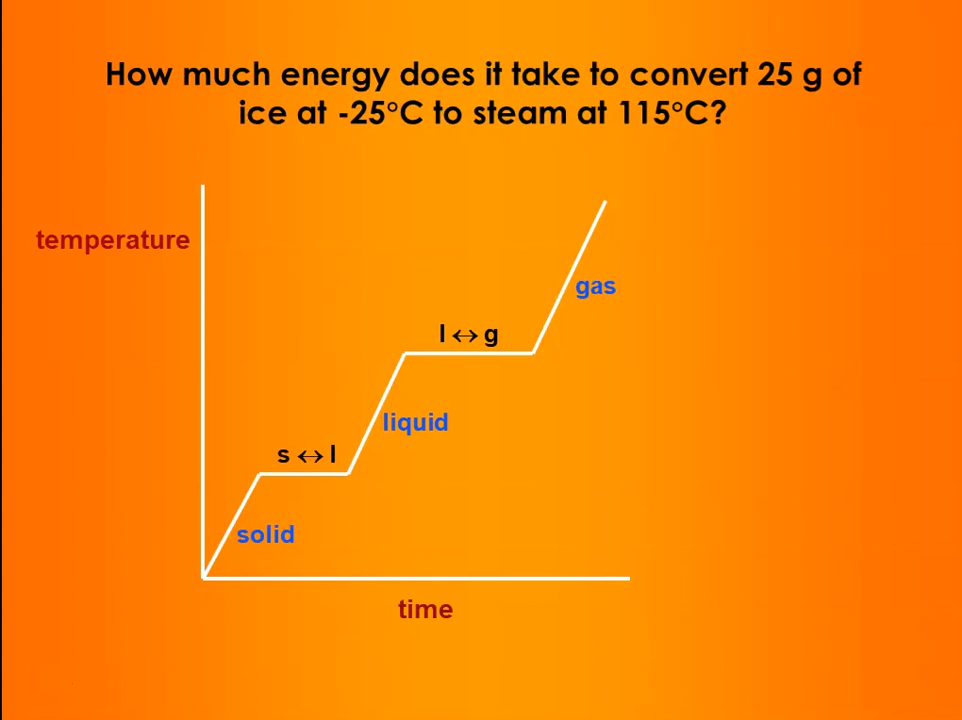 How much energy does it take to convert 25 g of
ice at -25°C to steam at 115°C?
temperature
gas
l ↔ g
liquid
s ↔ l
solid
time